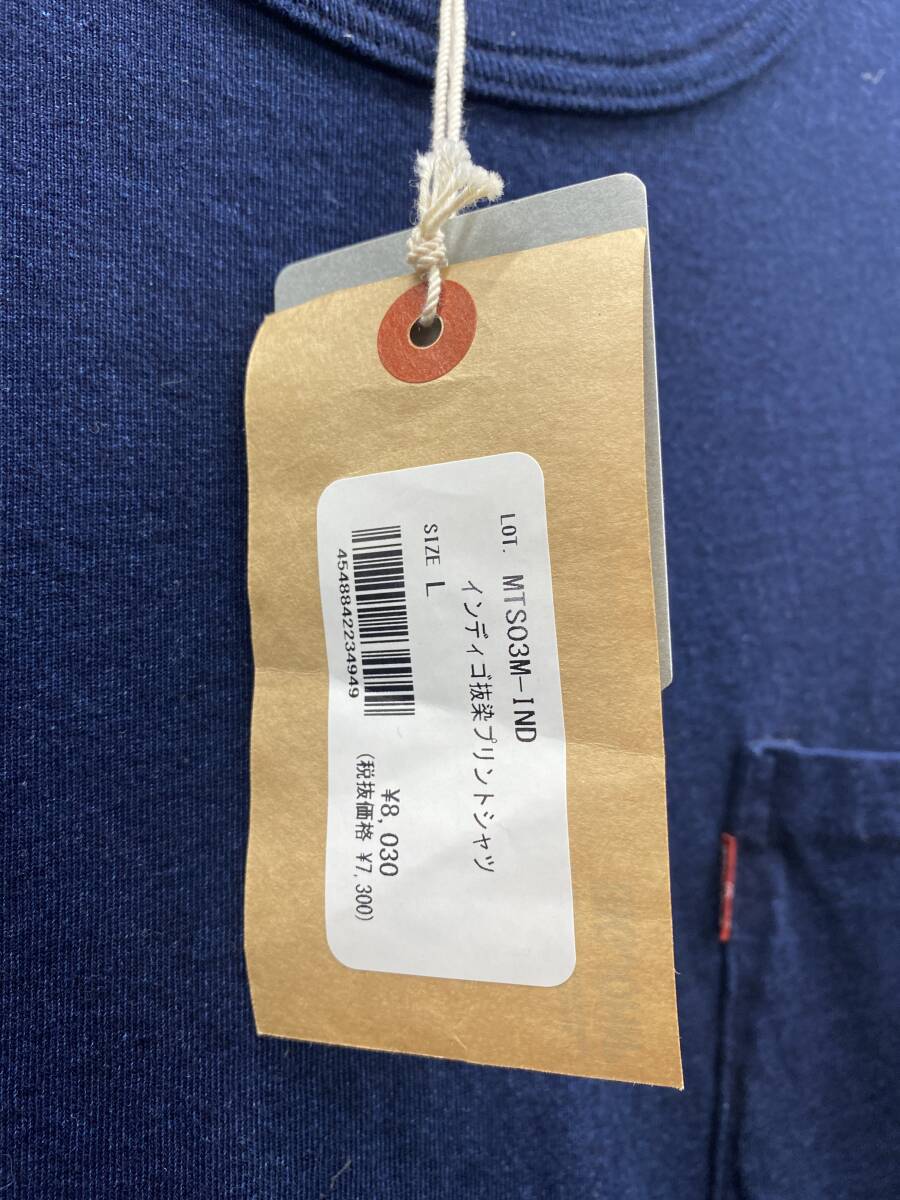 LOT. MTS03M-IND
インディゴ抜染プリントシャツ
SIZE L
4548842234949
¥8,030
(税抜価格 ¥7,300)